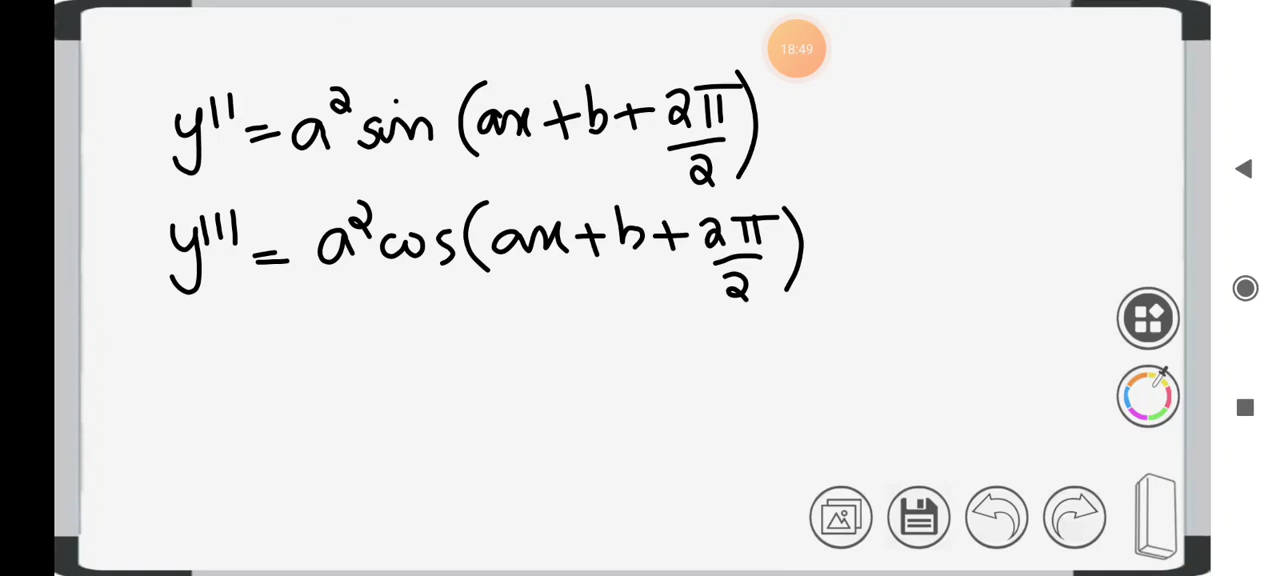 18:49
y'' = a² sin (ax + b + 2π/2)
y''' = a² cos (ax + b + 2π/2)